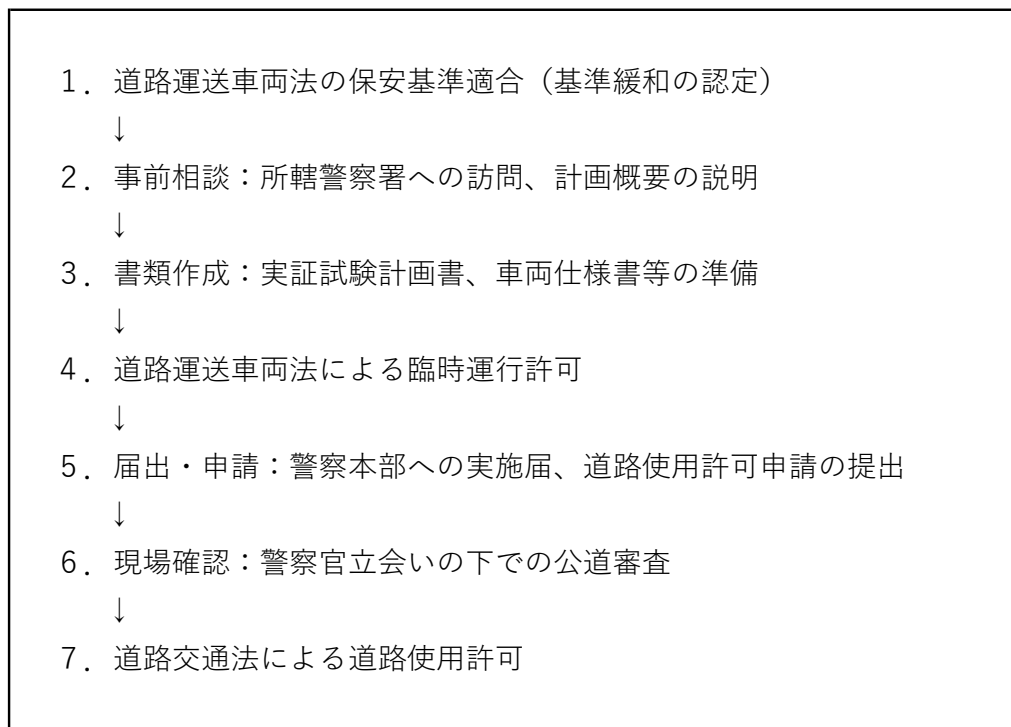 １．道路運送車両法の保安基準適合（基準緩和の認定）
↓
２．事前相談：所轄警察署への訪問、計画概要の説明
↓
３．書類作成：実証試験計画書、車両仕様書等の準備
↓
４．道路運送車両法による臨時運行許可
↓
５．届出・申請：警察本部への実施届、道路使用許可申請の提出
↓
６．現場確認：警察官立会いの下での公道審査
↓
７．道路交通法による道路使用許可